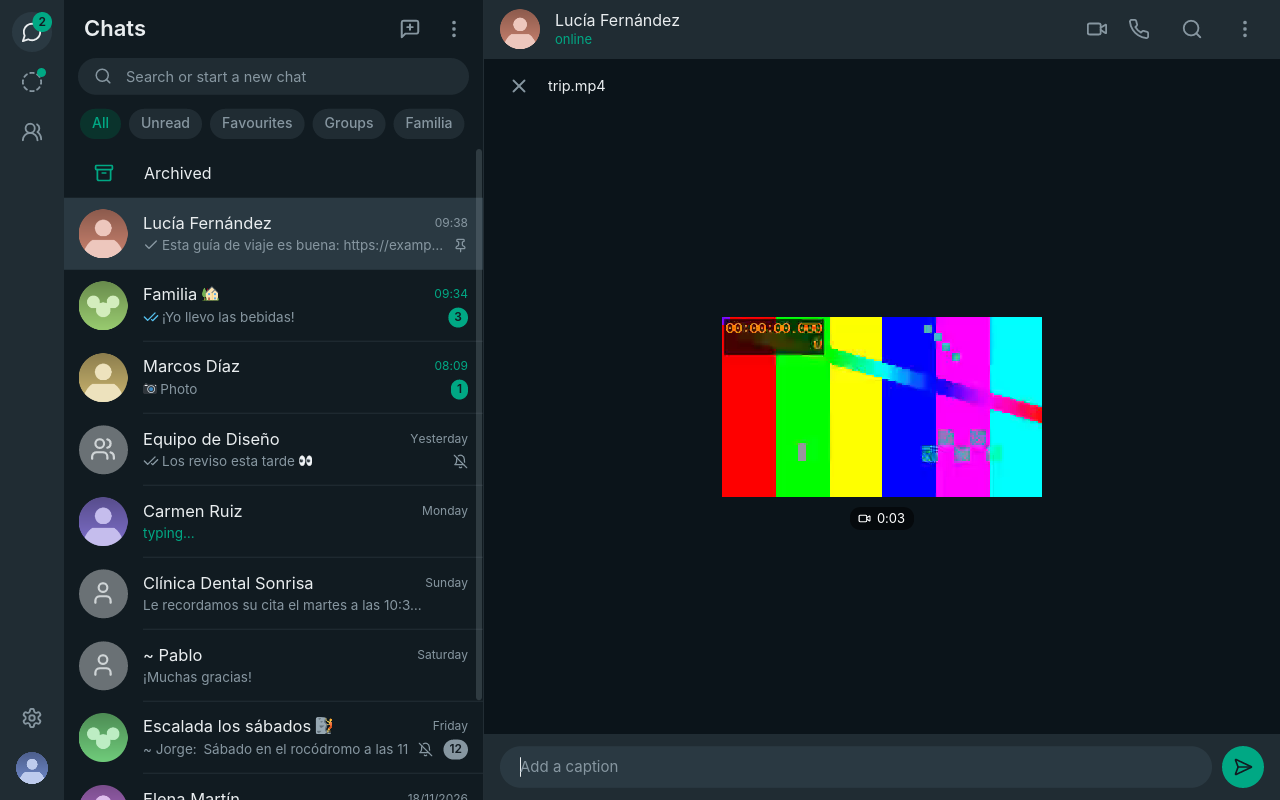 2
Chats
Search or start a new chat
All
Unread
Favourites
Groups
Familia
Archived
Lucía Fernández
09:38
Esta guía de viaje es buena: https://examp...
Familia
09:34
¡Yo llevo las bebidas!
3
Marcos Díaz
08:09
Photo
1
Equipo de Diseño
Yesterday
Los reviso esta tarde
Carmen Ruiz
Monday
typing...
Clínica Dental Sonrisa
Sunday
Le recordamos su cita el martes a las 10:3...
~ Pablo
Saturday
¡Muchas gracias!
Escalada los sábados
Friday
~ Jorge: Sábado en el rocódromo a las 11
12
Elena Martín
18/11/2026
Lucía Fernández
online
trip.mp4
0:03
Add a caption